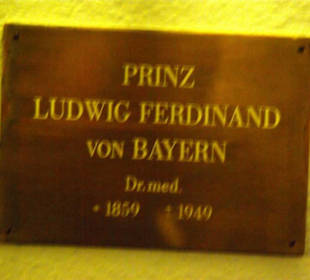 PRINZ
LUDWIG FERDINAND
VON BAYERN
Dr. med.
* 1859 † 1949